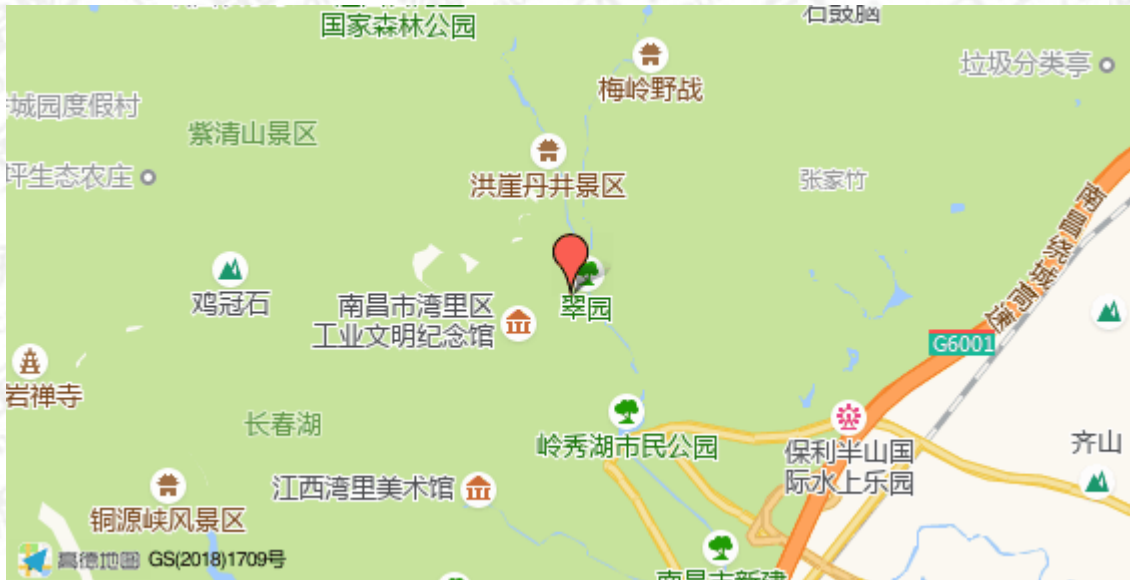 国家森林公园
石鼓脑
梅岭野战
垃圾分类亭
城园度假村
紫清山景区
坪生态农庄
洪崖丹井景区
张家竹
南昌绕城高速
鸡冠石
南昌市湾里区
工业文明纪念馆
翠园
G6001
岩禅寺
长春湖
岭秀湖市民公园
保利半山国
际水上乐园
齐山
江西湾里美术馆
铜源峡风景区
高德地图 GS(2018)1709号
南昌市新建